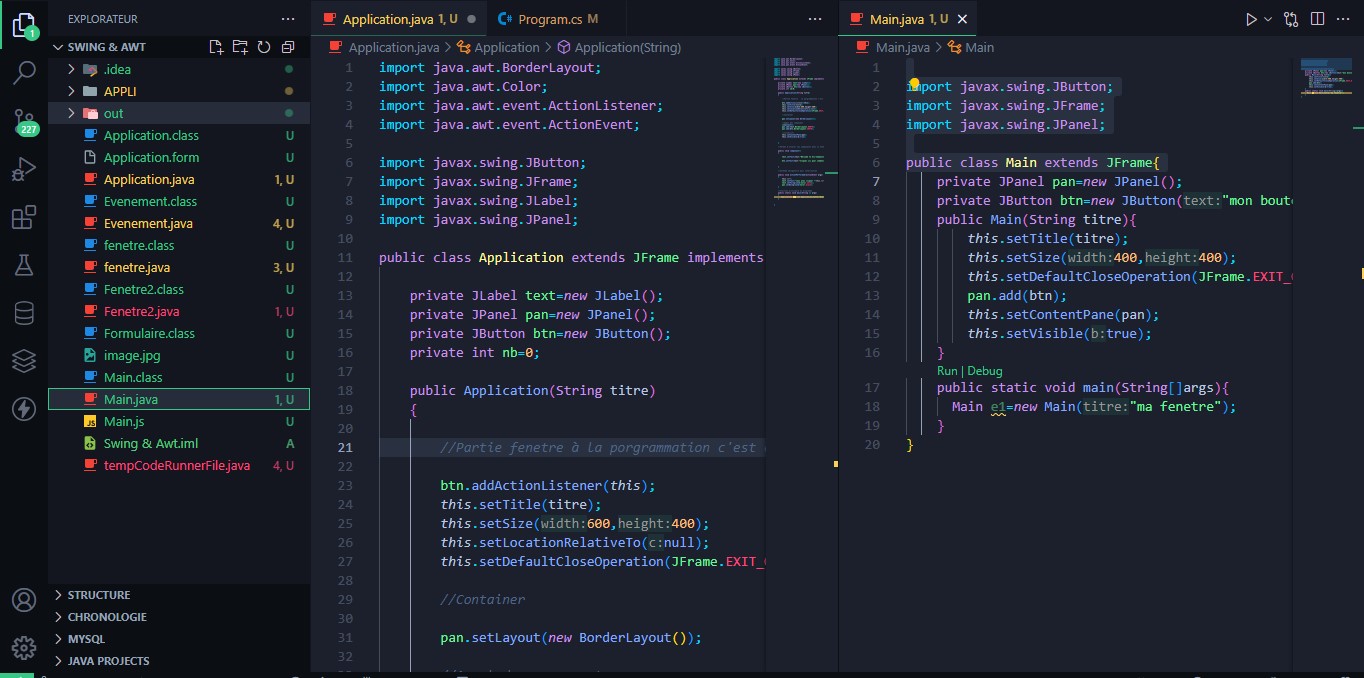 EXPLORATEUR
SWING & AWT
.idea
APPLI
out
Application.class U
Application.form U
Application.java 1, U
Evenement.class U
Evenement.java 4, U
fenetre.class U
fenetre.java 3, U
Fenetre2.class U
Fenetre2.java 1, U
Formulaire.class U
image.jpg U
Main.class U
Main.java 1, U
Main.js U
Swing & Awt.iml A
tempCodeRunnerFile.java 4, U
STRUCTURE
CHRONOLOGIE
MYSQL
JAVA PROJECTS
1
227
Application.java 1, U
Program.cs M
Application.java > Application > Application(String)
1 import java.awt.BorderLayout;
2 import java.awt.Color;
3 import java.awt.event.ActionListener;
4 import java.awt.event.ActionEvent;
5
6 import javax.swing.JButton;
7 import javax.swing.JFrame;
8 import javax.swing.JLabel;
9 import javax.swing.JPanel;
10
11 public class Application extends JFrame implements
12
13 private JLabel text=new JLabel();
14 private JPanel pan=new JPanel();
15 private JButton btn=new JButton();
16 private int nb=0;
17
18 public Application(String titre)
19 {
20
21 //Partie fenetre à la porgrammation c'est
22
23 btn.addActionListener(this);
24 this.setTitle(titre);
25 this.setSize(width:600,height:400);
26 this.setLocationRelativeTo(c:null);
27 this.setDefaultCloseOperation(JFrame.EXIT_
28
29 //Container
30
31 pan.setLayout(new BorderLayout());
32
Main.java 1, U
Main.java > Main
1
2 import javax.swing.JButton;
3 import javax.swing.JFrame;
4 import javax.swing.JPanel;
5
6 public class Main extends JFrame{
7 private JPanel pan=new JPanel();
8 private JButton btn=new JButton(text:"mon bout
9 public Main(String titre){
10 this.setTitle(titre);
11 this.setSize(width:400,height:400);
12 this.setDefaultCloseOperation(JFrame.EXIT_
13 pan.add(btn);
14 this.setContentPane(pan);
15 this.setVisible(b:true);
16 }
Run | Debug
17 public static void main(String[]args){
18 Main e1=new Main(titre:"ma fenetre");
19 }
20 }